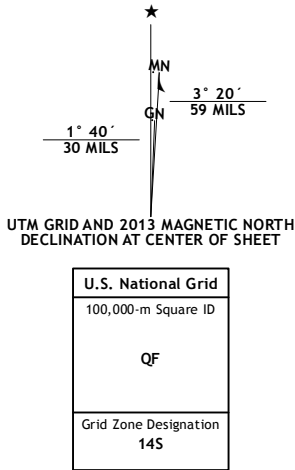 ★
MN
3° 20´
59 MILS
GN
1° 40´
30 MILS
UTM GRID AND 2013 MAGNETIC NORTH
DECLINATION AT CENTER OF SHEET
U.S. National Grid
100,000-m Square ID
QF
Grid Zone Designation
14S